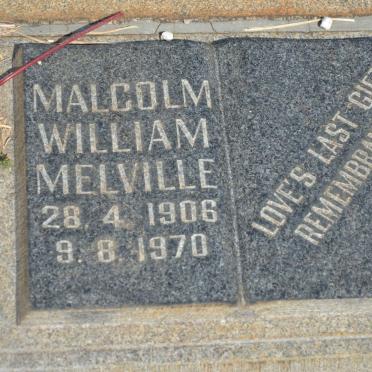 MALCOLM
WILLIAM
MELVILLE
28. 4. 1906
9. 8. 1970
LOVE'S LAST